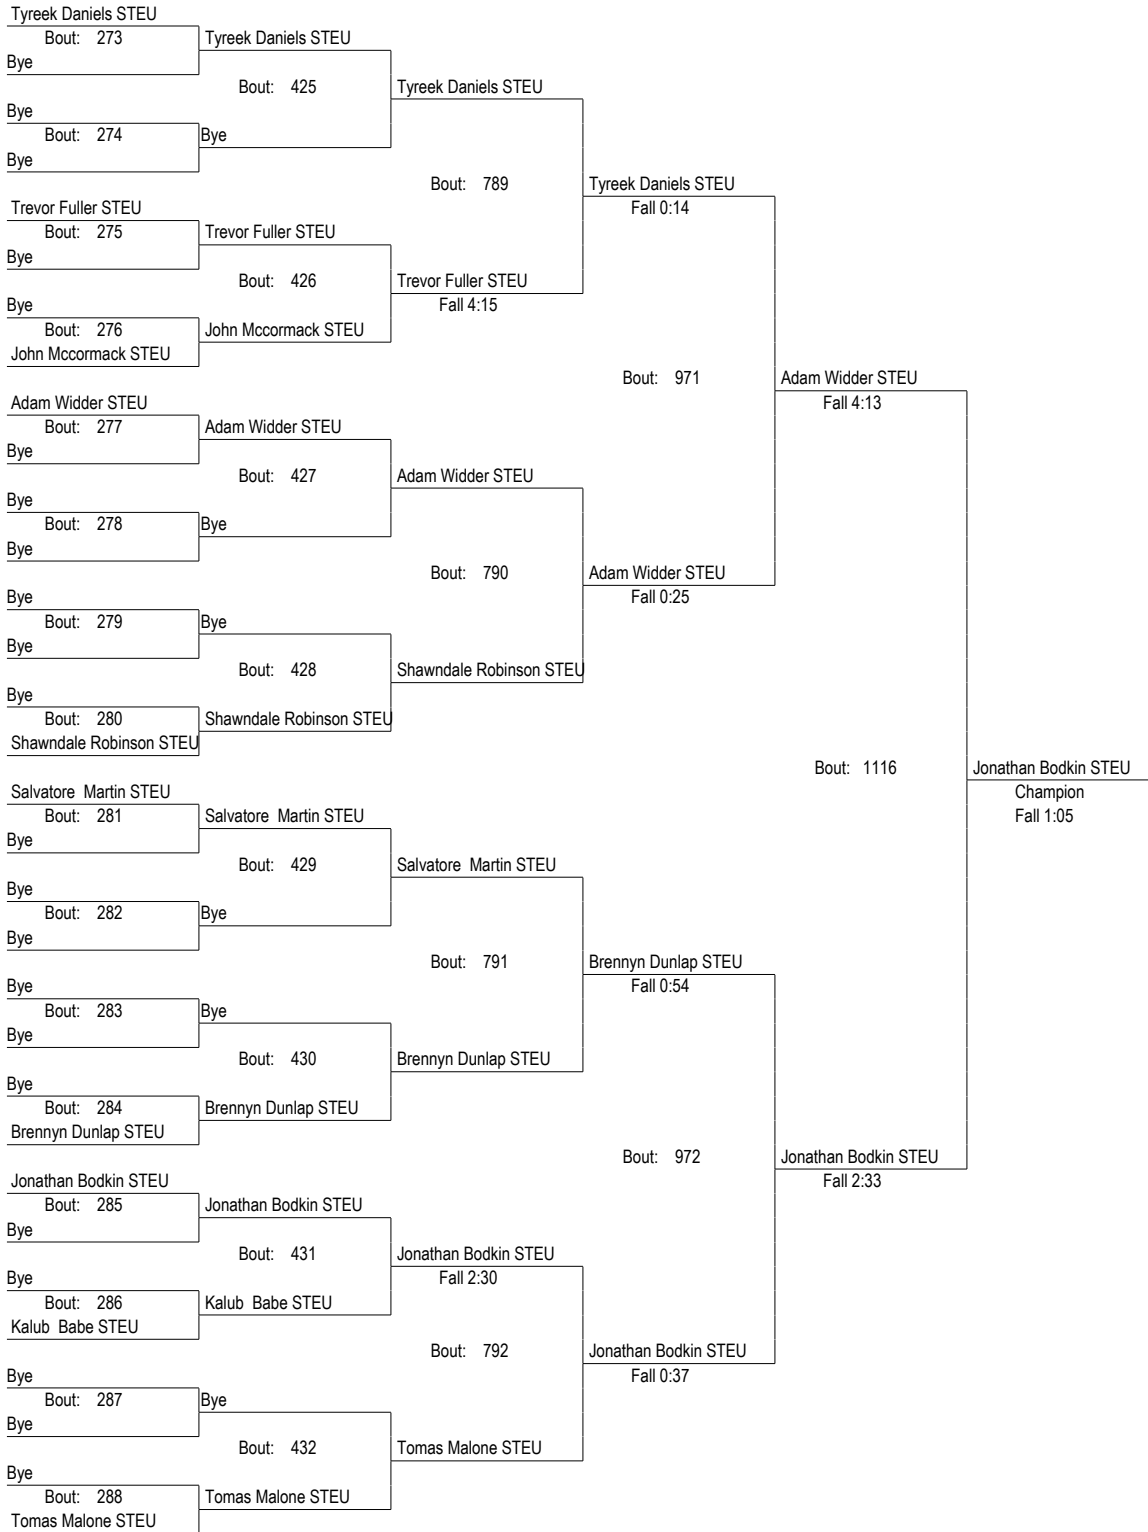 Tyreek Daniels STEU
Bout: 273
Tyreek Daniels STEU
Bye
Bout: 425
Tyreek Daniels STEU
Bye
Bout: 274
Bye
Bye
Bout: 789
Tyreek Daniels STEU
Fall 0:14
Trevor Fuller STEU
Bout: 275
Trevor Fuller STEU
Bye
Bout: 426
Trevor Fuller STEU
Fall 4:15
Bye
Bout: 276
John Mccormack STEU
John Mccormack STEU
Bout: 971
Adam Widder STEU
Fall 4:13
Adam Widder STEU
Bout: 277
Adam Widder STEU
Bye
Bout: 427
Adam Widder STEU
Bye
Bout: 278
Bye
Bye
Bout: 790
Adam Widder STEU
Fall 0:25
Bye
Bout: 279
Bye
Bye
Bout: 428
Shawndale Robinson STEU
Bye
Bout: 280
Shawndale Robinson STEU
Shawndale Robinson STEU
Bout: 1116
Jonathan Bodkin STEU
Champion
Fall 1:05
Salvatore Martin STEU
Bout: 281
Salvatore Martin STEU
Bye
Bout: 429
Salvatore Martin STEU
Bye
Bout: 282
Bye
Bye
Bout: 791
Brennyn Dunlap STEU
Fall 0:54
Bye
Bout: 283
Bye
Bye
Bout: 430
Brennyn Dunlap STEU
Bye
Bout: 284
Brennyn Dunlap STEU
Brennyn Dunlap STEU
Bout: 972
Jonathan Bodkin STEU
Fall 2:33
Jonathan Bodkin STEU
Bout: 285
Jonathan Bodkin STEU
Bye
Bout: 431
Jonathan Bodkin STEU
Fall 2:30
Bye
Bout: 286
Kalub Babe STEU
Kalub Babe STEU
Bout: 792
Jonathan Bodkin STEU
Fall 0:37
Bye
Bout: 287
Bye
Bye
Bout: 432
Tomas Malone STEU
Bye
Bout: 288
Tomas Malone STEU
Tomas Malone STEU